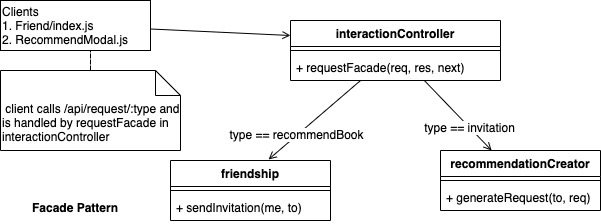 Clients
1. Friend/index.js
2. RecommendModal.js
interactionController
+ requestFacade(req, res, next)
client calls /api/request/:type and
is handled by requestFacade in
interactionController
type == recommendBook
type == invitation
friendship
+ sendInvitation(me, to)
recommendationCreator
+ generateRequest(to, req)
Facade Pattern